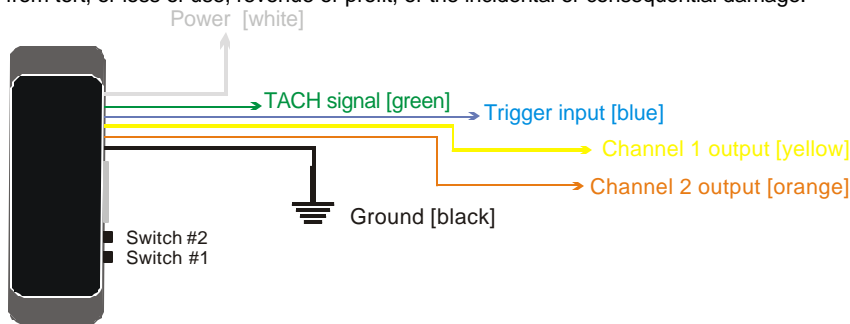 from tort, or loss of use, revenue or profit, or the incidental or consequential damage.
Power [white]
TACH signal [green]
Trigger input [blue]
Channel 1 output [yellow]
Channel 2 output [orange]
Ground [black]
Switch #2
Switch #1